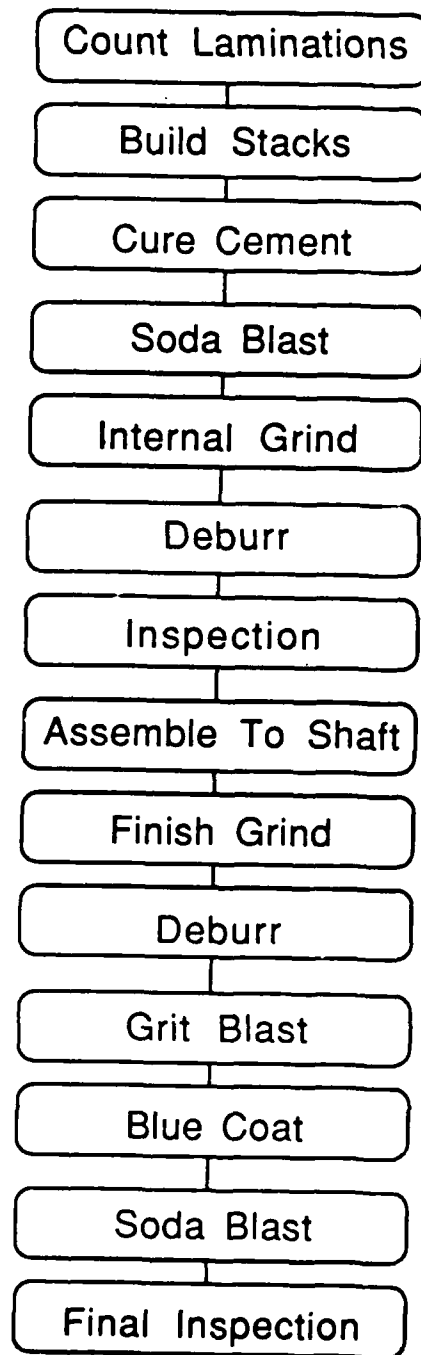 Count Laminations
Build Stacks
Cure Cement
Soda Blast
Internal Grind
Deburr
Inspection
Assemble To Shaft
Finish Grind
Deburr
Grit Blast
Blue Coat
Soda Blast
Final Inspection